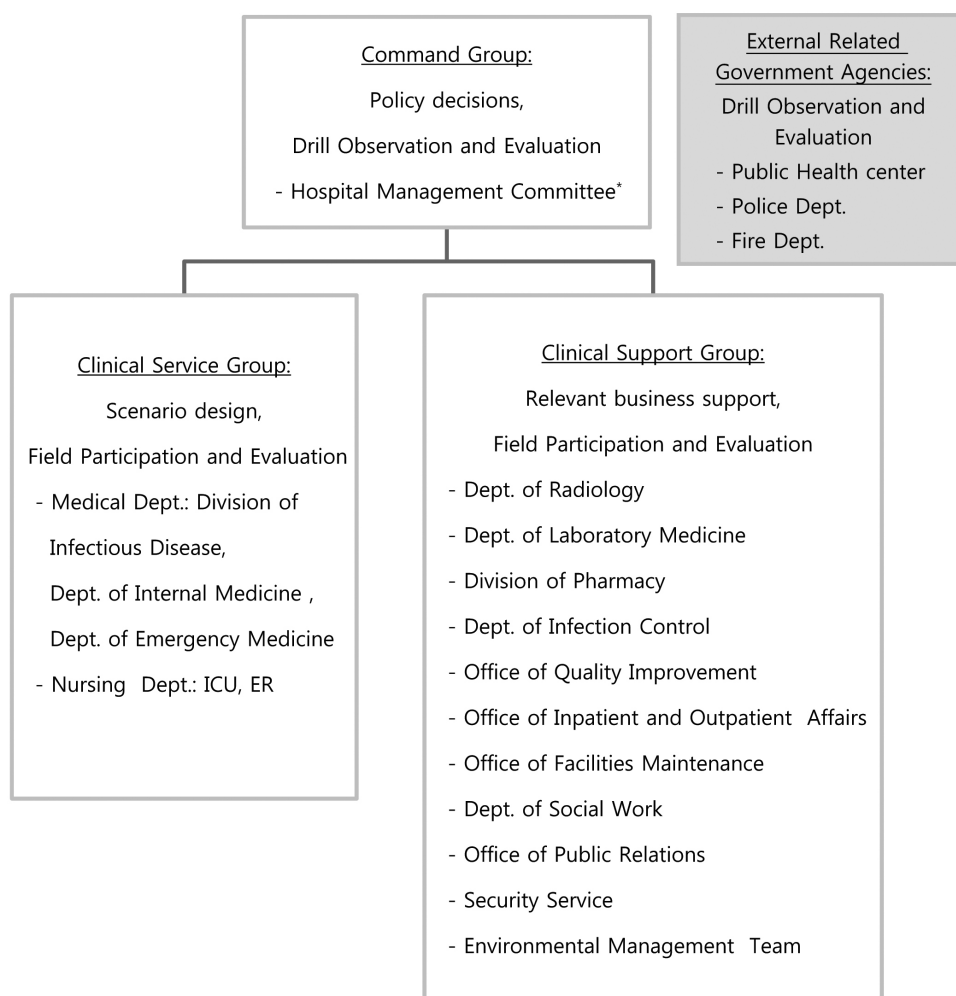 Command Group:
Policy decisions,
Drill Observation and Evaluation
- Hospital Management Committee*
External Related
Government Agencies:
Drill Observation and
Evaluation
- Public Health center
- Police Dept.
- Fire Dept.
Clinical Service Group:
Scenario design,
Field Participation and Evaluation
- Medical Dept.: Division of
Infectious Disease,
Dept. of Internal Medicine ,
Dept. of Emergency Medicine
- Nursing Dept.: ICU, ER
Clinical Support Group:
Relevant business support,
Field Participation and Evaluation
- Dept. of Radiology
- Dept. of Laboratory Medicine
- Division of Pharmacy
- Dept. of Infection Control
- Office of Quality Improvement
- Office of Inpatient and Outpatient Affairs
- Office of Facilities Maintenance
- Dept. of Social Work
- Office of Public Relations
- Security Service
- Environmental Management Team